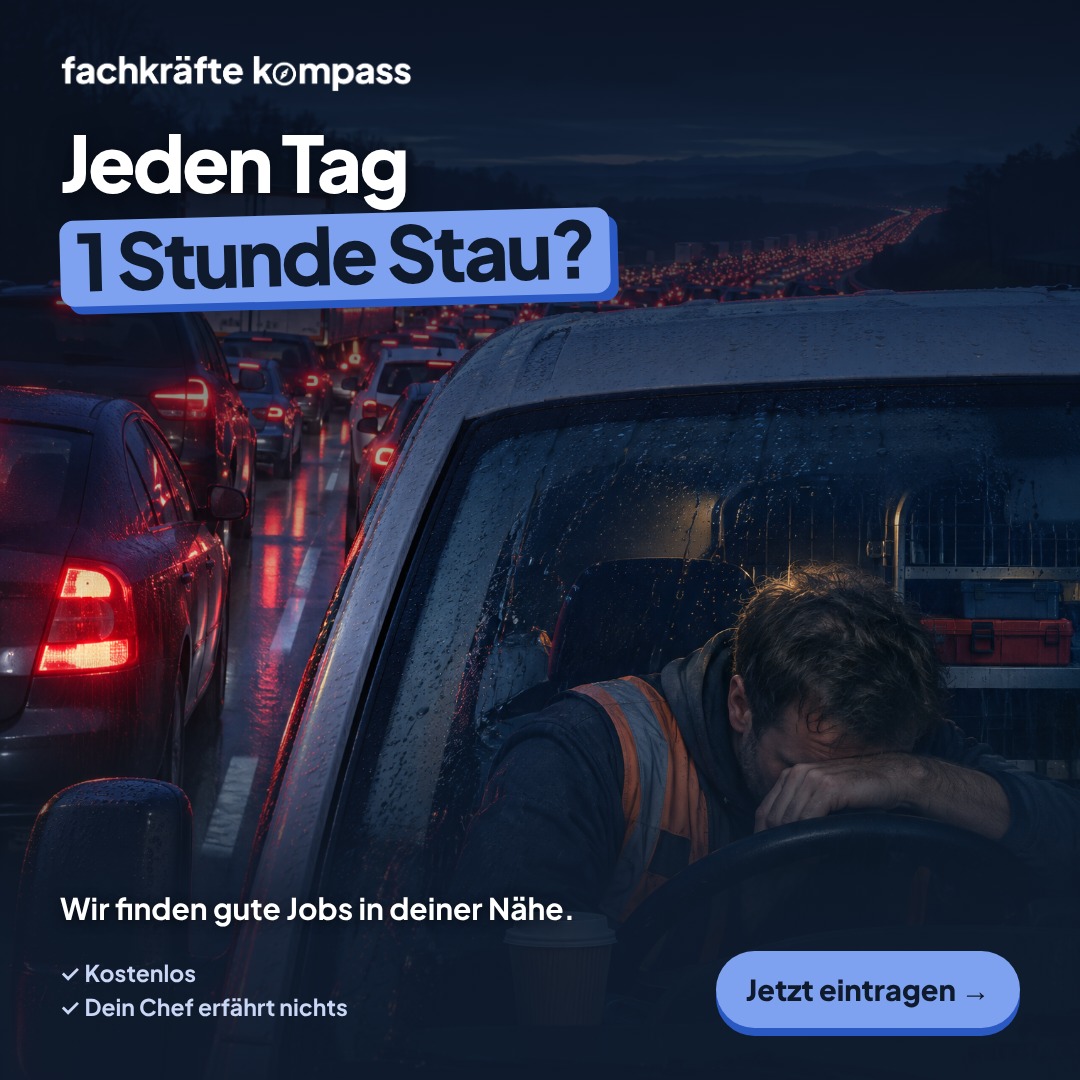 fachkräfte kompass
Jeden Tag
1 Stunde Stau?
Wir finden gute Jobs in deiner Nähe.
✓ Kostenlos
✓ Dein Chef erfährt nichts
Jetzt eintragen →